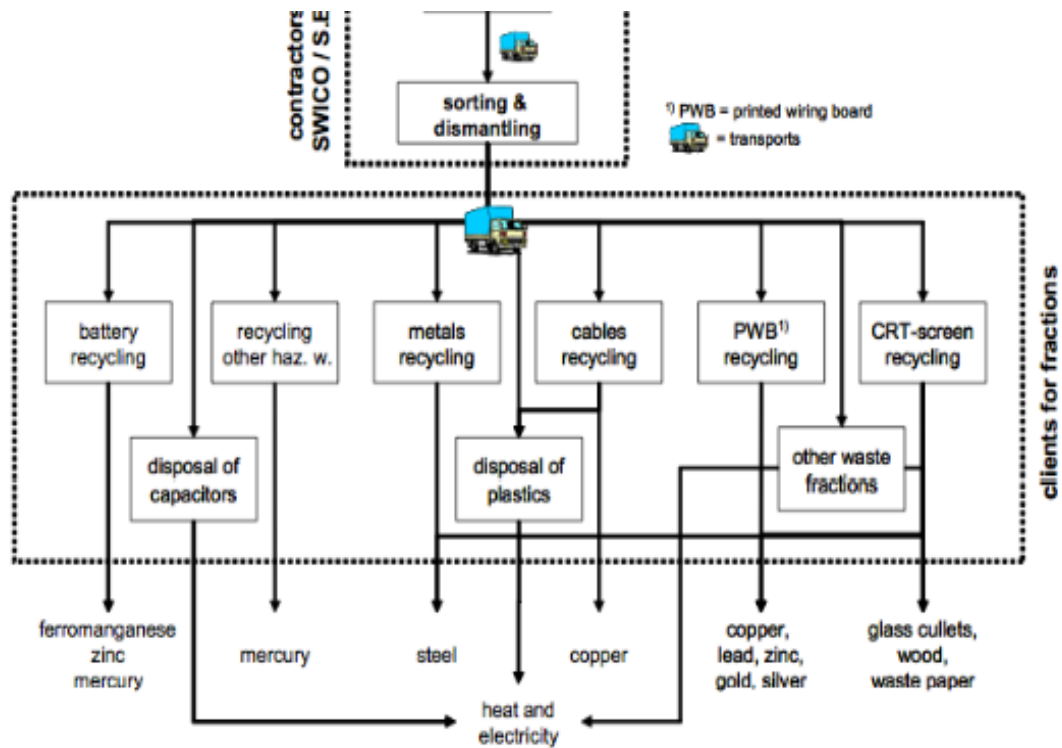 contractors
SWICO / S.E
sorting &
dismantling
1) PWB = printed wiring board
= transports
battery
recycling
recycling
other haz. w.
metals
recycling
cables
recycling
PWB1)
recycling
CRT-screen
recycling
disposal of
capacitors
disposal of
plastics
other waste
fractions
clients for fractions
ferromanganese
zinc
mercury
mercury
steel
copper
copper,
lead, zinc,
gold, silver
glass cullets,
wood,
waste paper
heat and
electricity